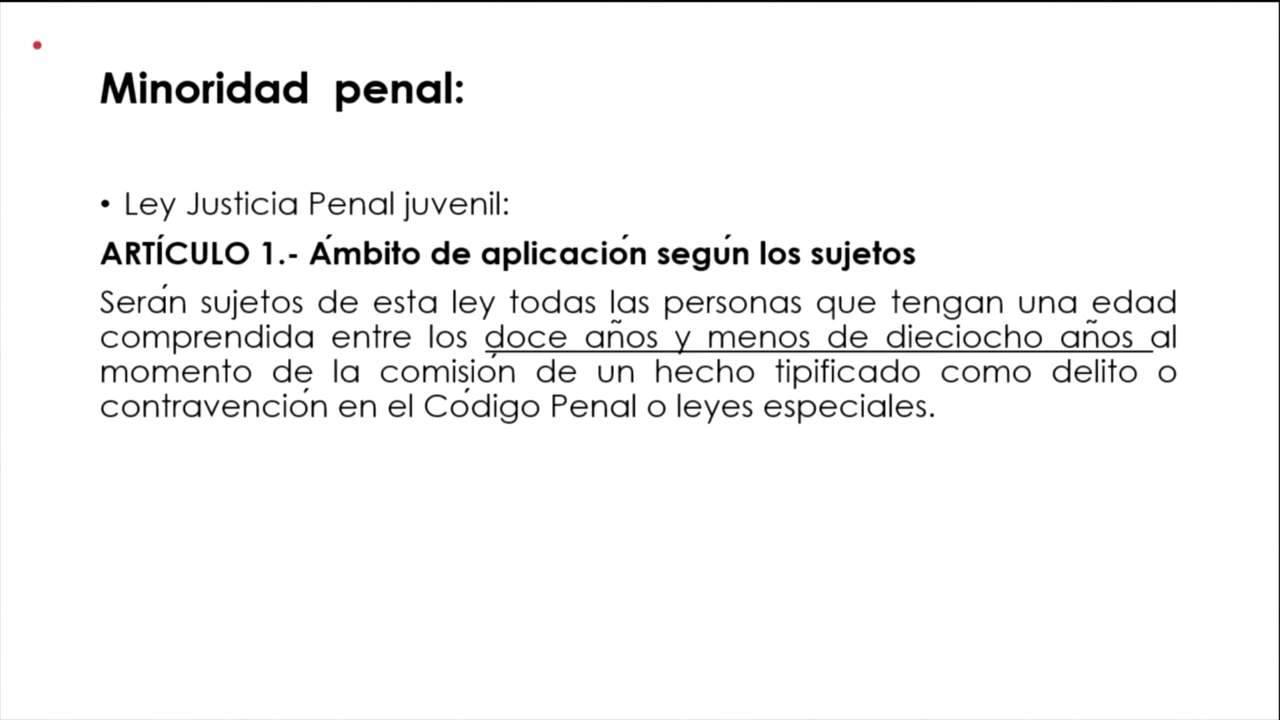 Minoridad penal:
• Ley Justicia Penal juvenil:
ARTÍCULO 1.- Ámbito de aplicación según los sujetos
Serán sujetos de esta ley todas las personas que tengan una edad
comprendida entre los doce años y menos de dieciocho años al
momento de la comisión de un hecho tipificado como delito o
contravención en el Código Penal o leyes especiales.